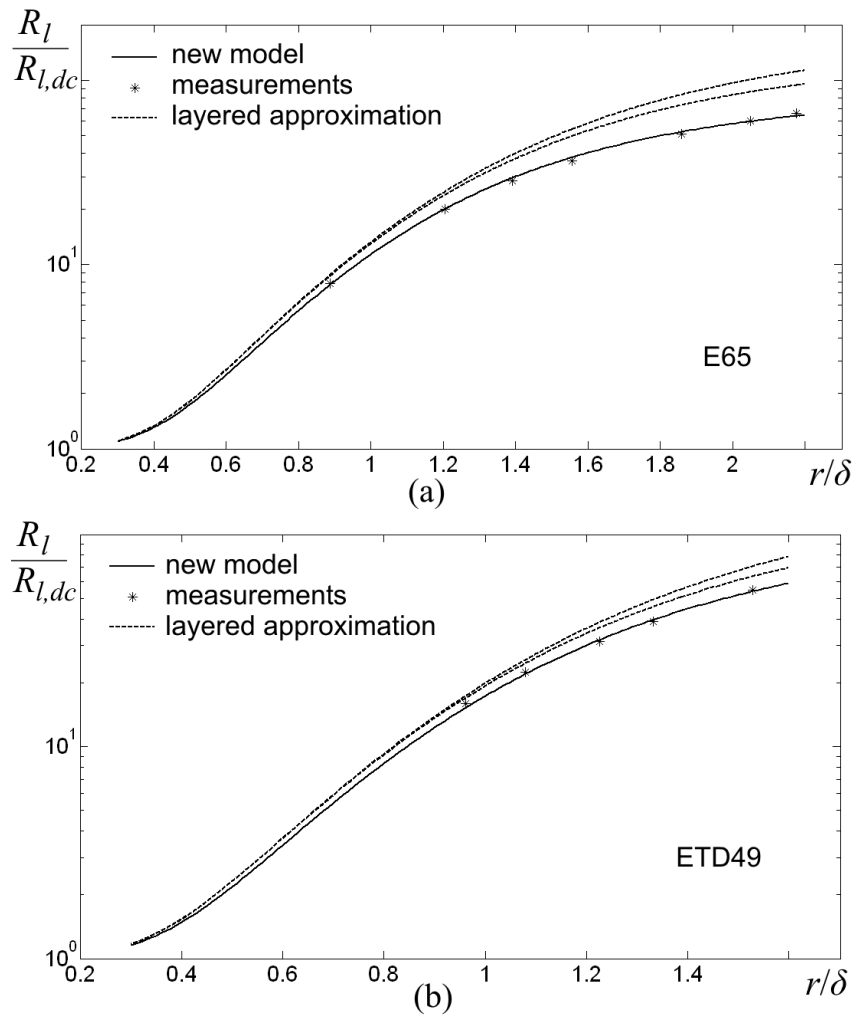 R_l
R_{l,dc}
new model
measurements
layered approximation
10^1
E65
10^0
0.2 0.4 0.6 0.8 1 1.2 1.4 1.6 1.8 2 r/δ
(a)
R_l
R_{l,dc}
new model
measurements
layered approximation
10^1
ETD49
10^0
0.2 0.4 0.6 0.8 1 1.2 1.4 r/δ
(b)